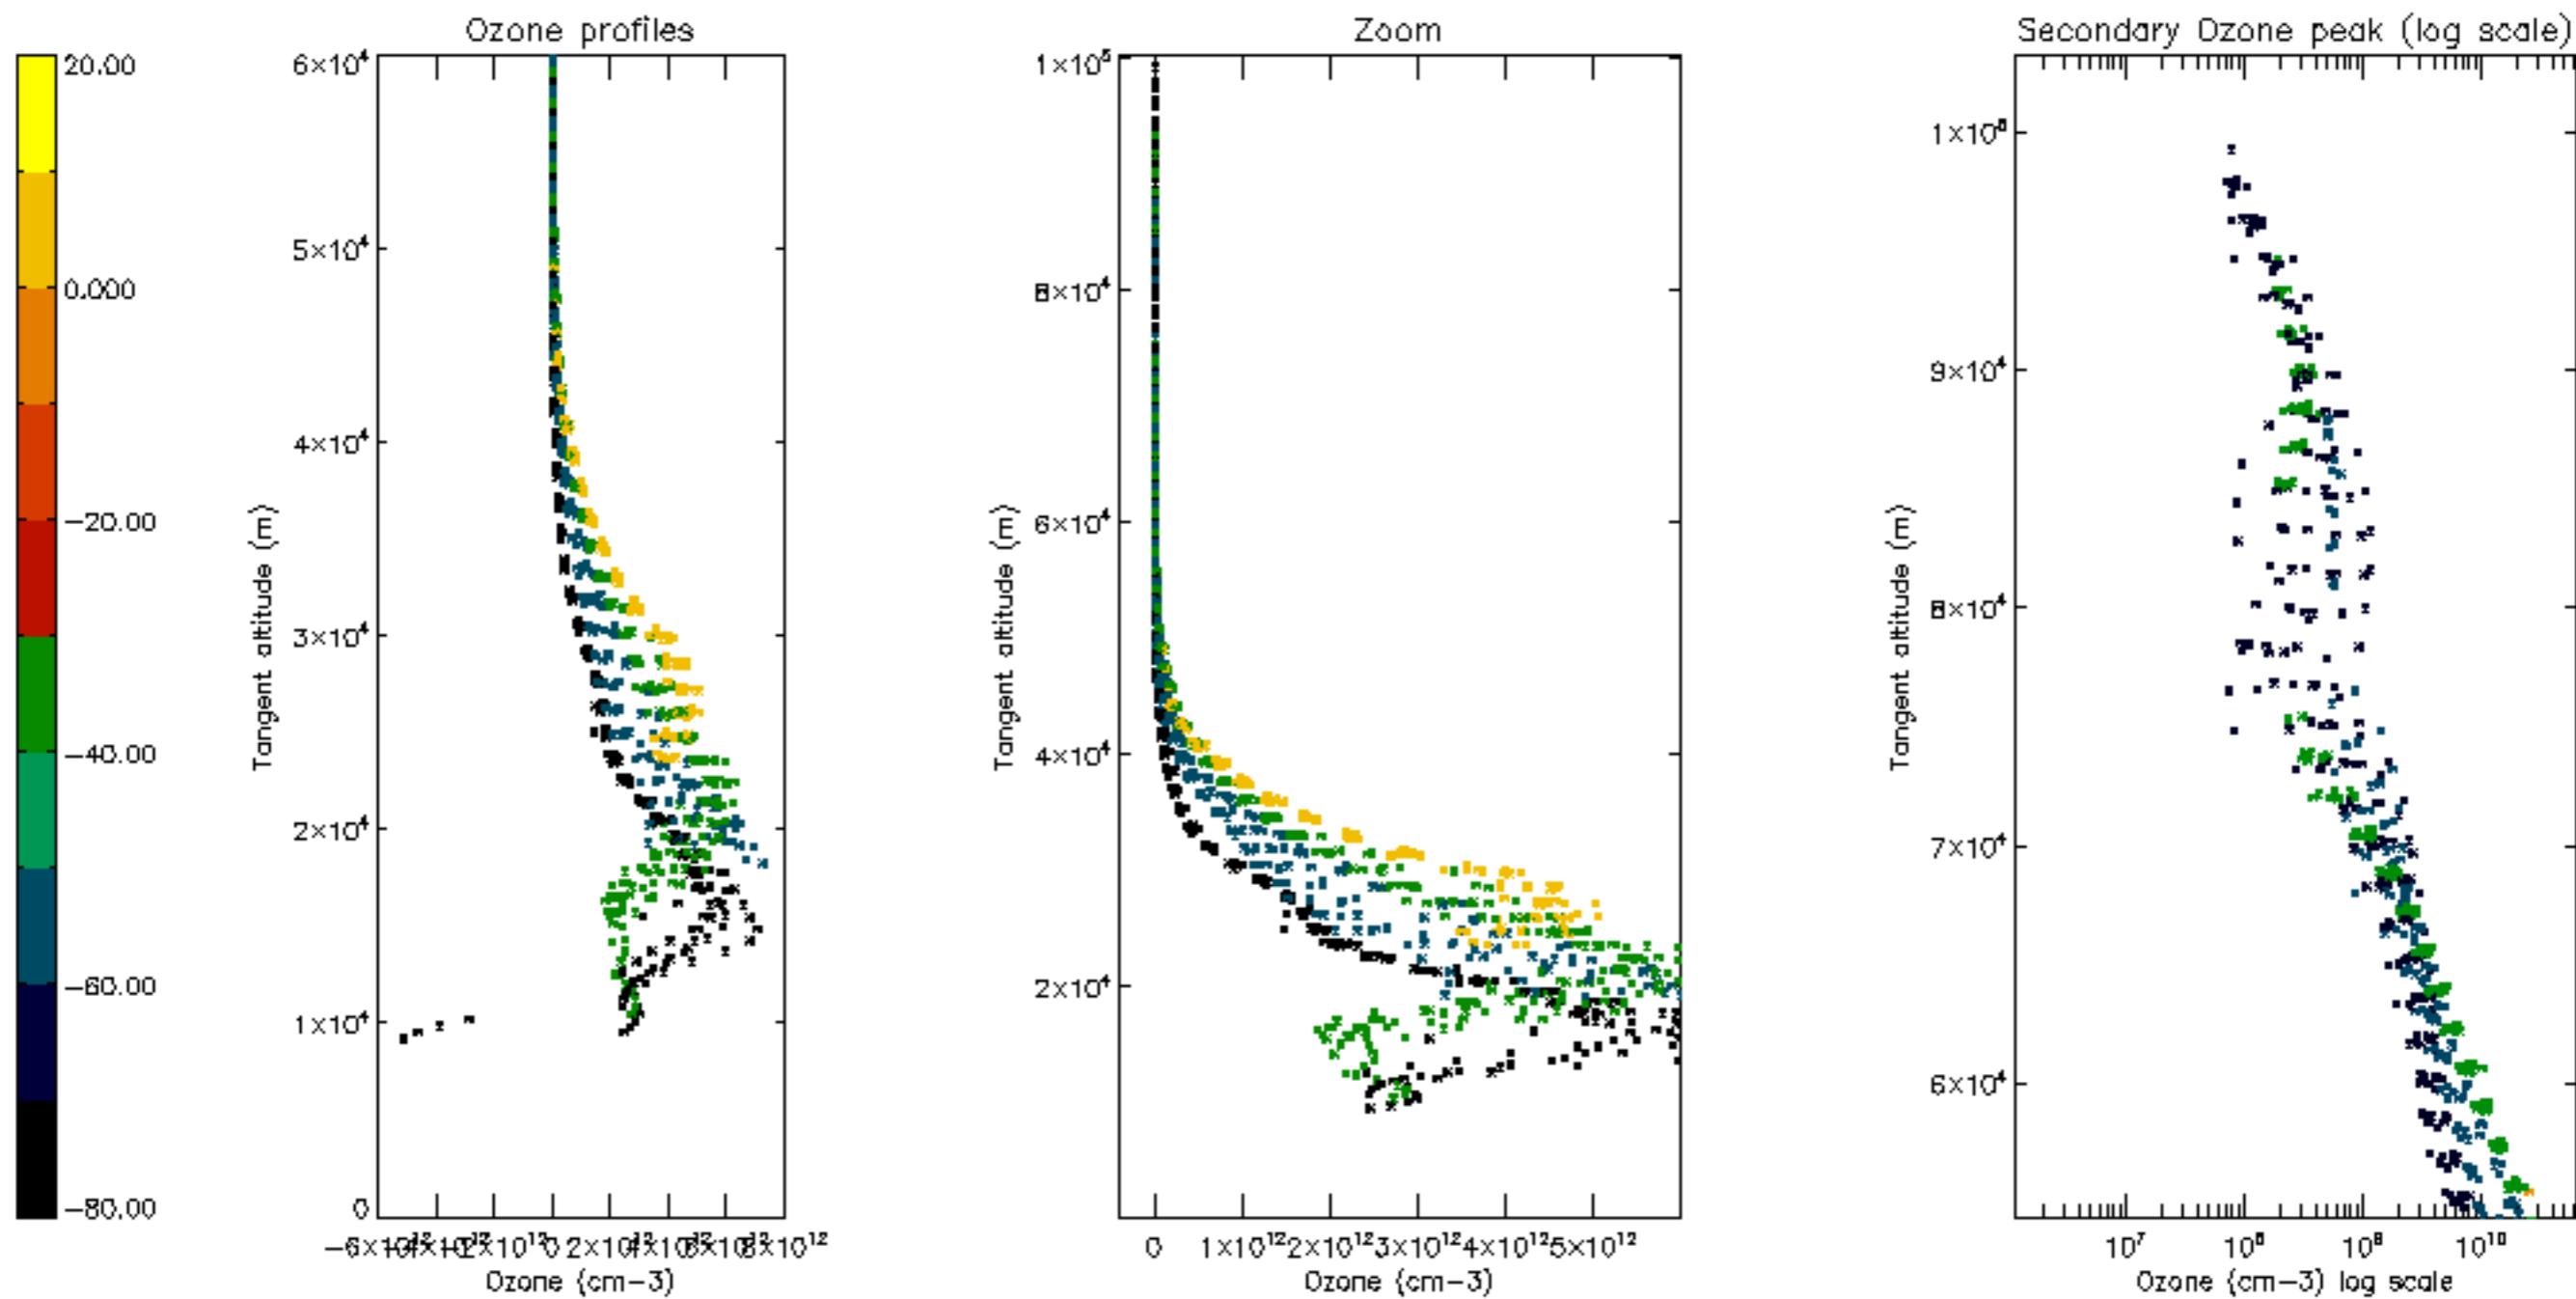 Ozone profiles
Zoom
Secondary Ozone peak (log scale)
20.00
0.000
−20.00
−40.00
−60.00
−80.00
6×10⁴
5×10⁴
4×10⁴
3×10⁴
2×10⁴
1×10⁴
0
Tangent altitude (m)
0
Ozone (cm−3)
1×10⁵
8×10⁴
6×10⁴
4×10⁴
2×10⁴
Tangent altitude (m)
0 1×10¹² 2×10¹² 3×10¹² 4×10¹² 5×10¹²
Ozone (cm−3)
9×10⁴
8×10⁴
7×10⁴
6×10⁴
Tangent altitude (m)
10⁷ 10⁸ 10⁹ 10¹⁰
Ozone (cm−3) log scale